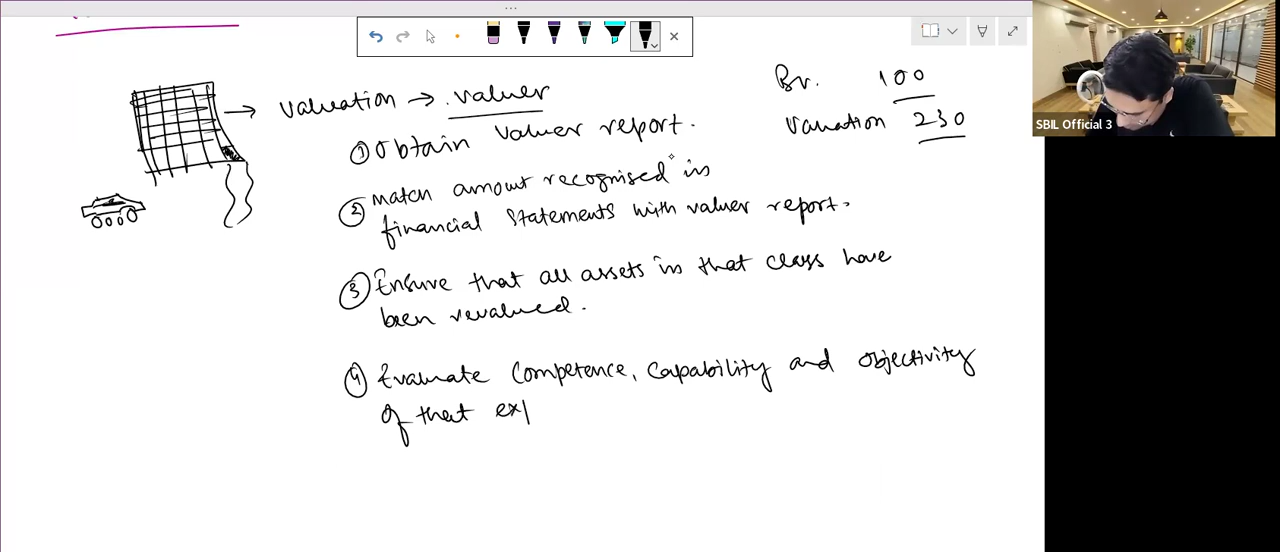 Valuation → valuer
Br. 100
Valuation 230
① Obtain valuer report.
② Match amount recognised in
financial statements with valuer report.
③ Ensure that all assets in that class have
been revalued.
④ Evaluate competence, capability and objectivity
of that exp
SBIL Official 3